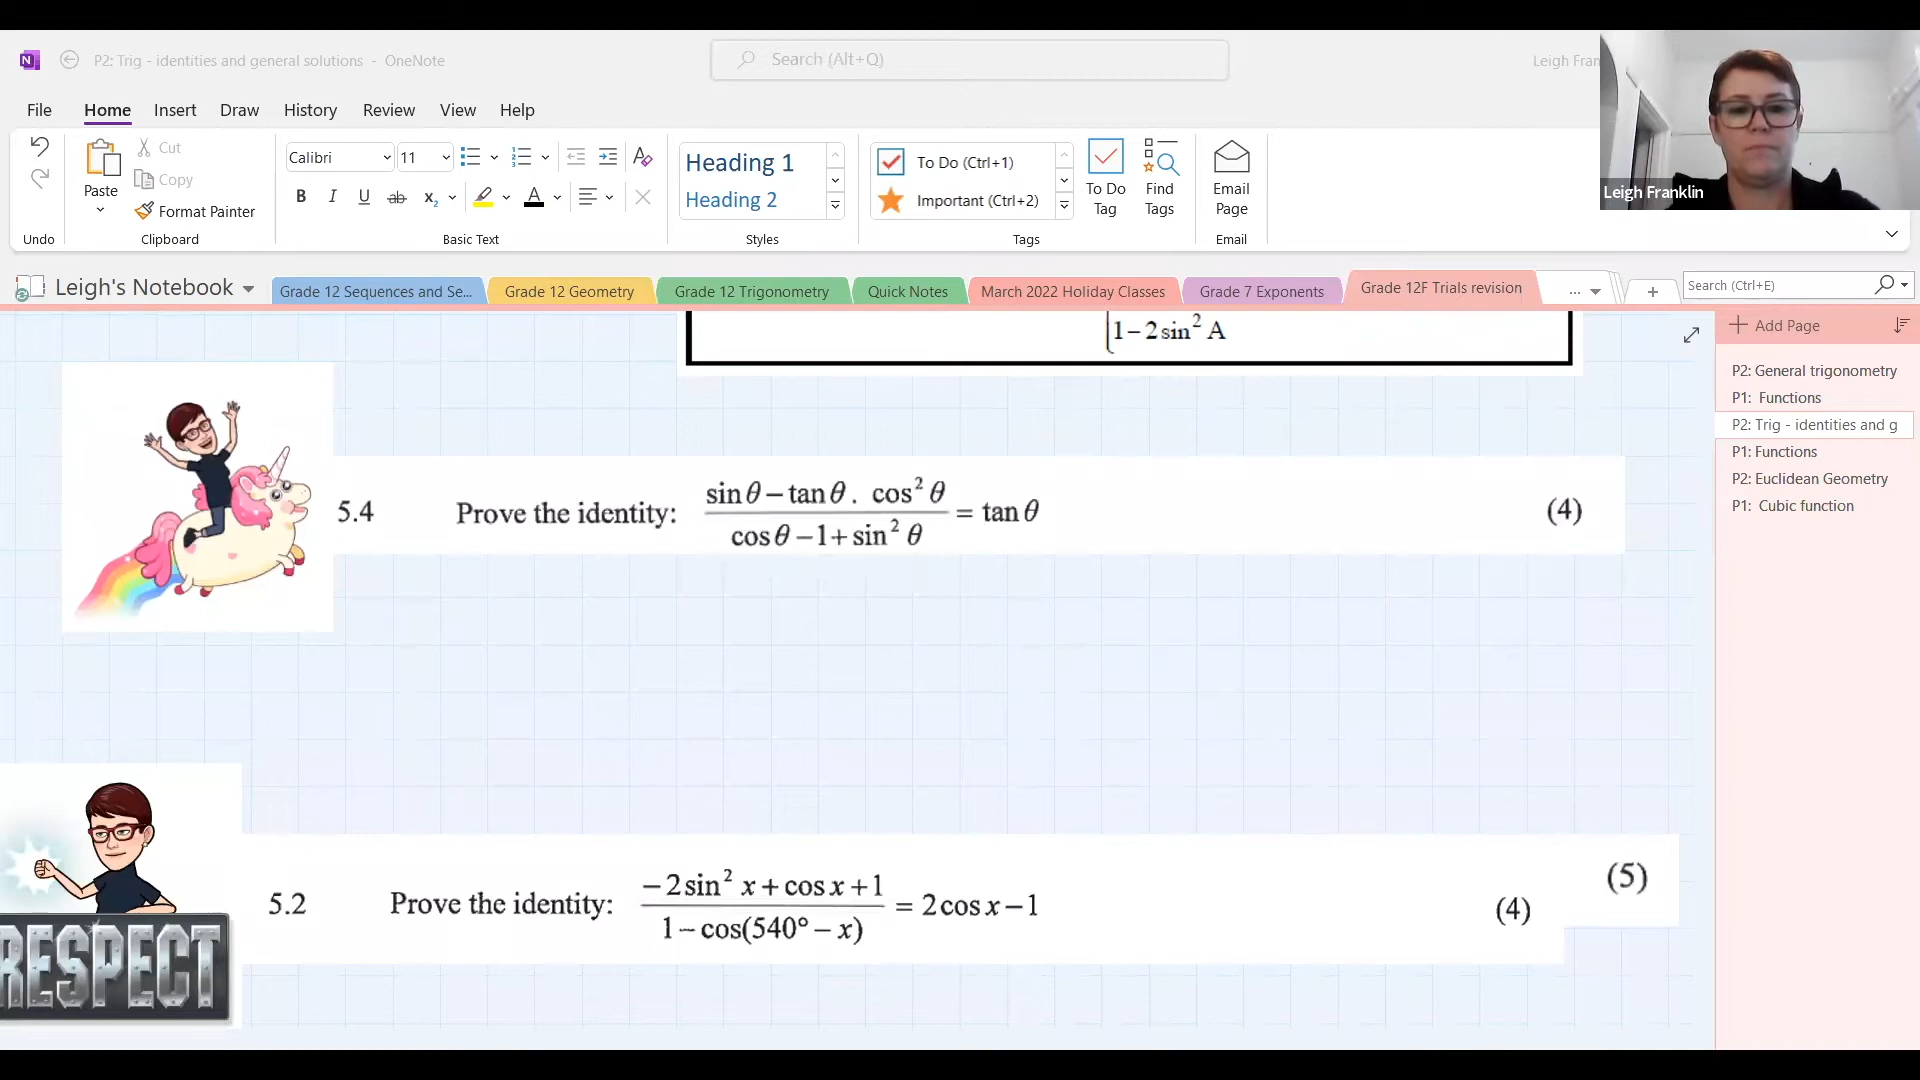 P2: Trig - identities and general solutions - OneNote
Search (Alt+Q)
Leigh Fran
File Home Insert Draw History Review View Help
Cut
Copy
Format Painter
Paste
Undo
Clipboard
Calibri 11
B I U ab x2 A
Basic Text
Heading 1
Heading 2
Styles
To Do (Ctrl+1)
Important (Ctrl+2)
Tags
To Do Tag
Find Tags
Email Page
Email
Leigh Franklin
Leigh's Notebook
Grade 12 Sequences and Se...
Grade 12 Geometry
Grade 12 Trigonometry
Quick Notes
March 2022 Holiday Classes
Grade 7 Exponents
Grade 12F Trials revision
...
Search (Ctrl+E)
Add Page
P2: General trigonometry
P1: Functions
P2: Trig - identities and g
P1: Functions
P2: Euclidean Geometry
P1: Cubic function
1 − 2 sin² A
5.4 Prove the identity: (sin θ − tan θ . cos² θ) / (cos θ − 1 + sin² θ) = tan θ (4)
(5)
5.2 Prove the identity: (−2 sin² x + cos x + 1) / (1 − cos(540° − x)) = 2 cos x − 1 (4)
RESPECT